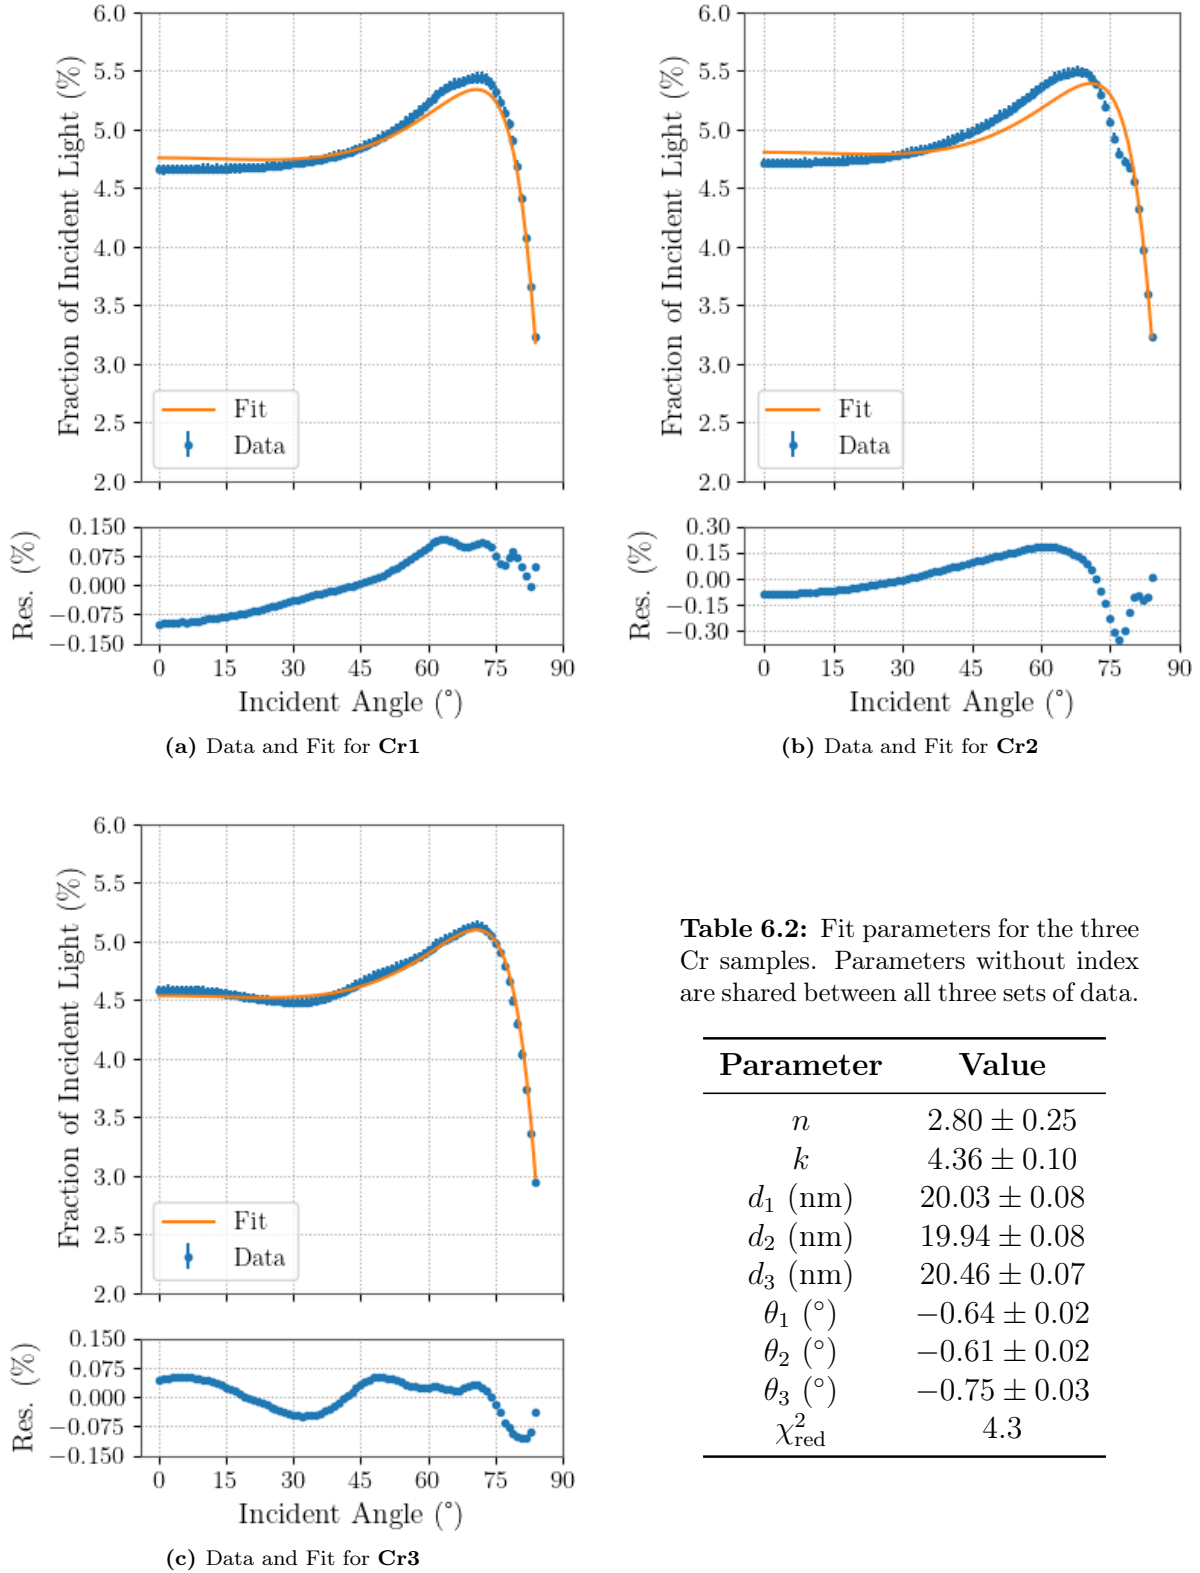 6.0
5.5
5.0
4.5
4.0
3.5
3.0
2.5
2.0
Fraction of Incident Light (%)
Fit
Data
0.150
0.075
0.000
−0.075
−0.150
Res. (%)
0 15 30 45 60 75 90
Incident Angle (°)
(a) Data and Fit for Cr1
6.0
5.5
5.0
4.5
4.0
3.5
3.0
2.5
2.0
Fraction of Incident Light (%)
Fit
Data
0.30
0.15
0.00
−0.15
−0.30
Res. (%)
0 15 30 45 60 75 90
Incident Angle (°)
(b) Data and Fit for Cr2
6.0
5.5
5.0
4.5
4.0
3.5
3.0
2.5
2.0
Fraction of Incident Light (%)
Fit
Data
0.150
0.075
0.000
−0.075
−0.150
Res. (%)
0 15 30 45 60 75 90
Incident Angle (°)
(c) Data and Fit for Cr3
Table 6.2: Fit parameters for the three
Cr samples. Parameters without index
are shared between all three sets of data.
Parameter Value
n 2.80 ± 0.25
k 4.36 ± 0.10
d₁ (nm) 20.03 ± 0.08
d₂ (nm) 19.94 ± 0.08
d₃ (nm) 20.46 ± 0.07
θ₁ (°) −0.64 ± 0.02
θ₂ (°) −0.61 ± 0.02
θ₃ (°) −0.75 ± 0.03
χ²red 4.3